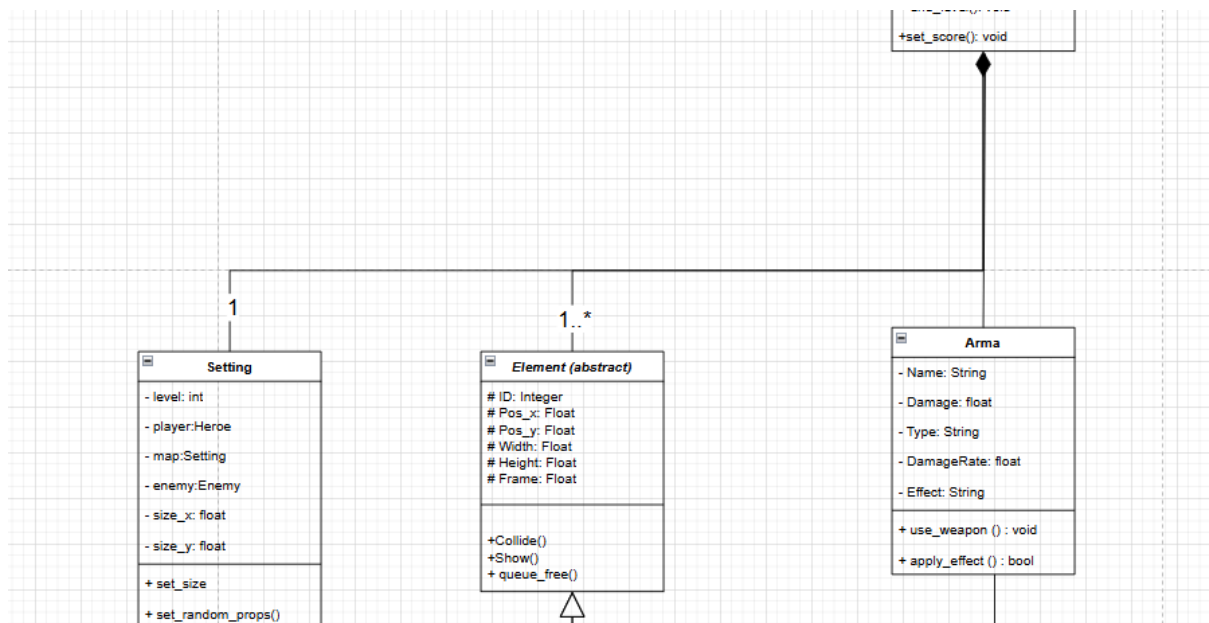 +set_score(): void
1
1..*
Setting
- level: int
- player:Heroe
- map:Setting
- enemy:Enemy
- size_x: float
- size_y: float
+ set_size
+ set_random_props()
Element (abstract)
# ID: Integer
# Pos_x: Float
# Pos_y: Float
# Width: Float
# Height: Float
# Frame: Float
+Collide()
+Show()
+ queue_free()
Arma
- Name: String
- Damage: float
- Type: String
- DamageRate: float
- Effect: String
+ use_weapon () : void
+ apply_effect () : bool